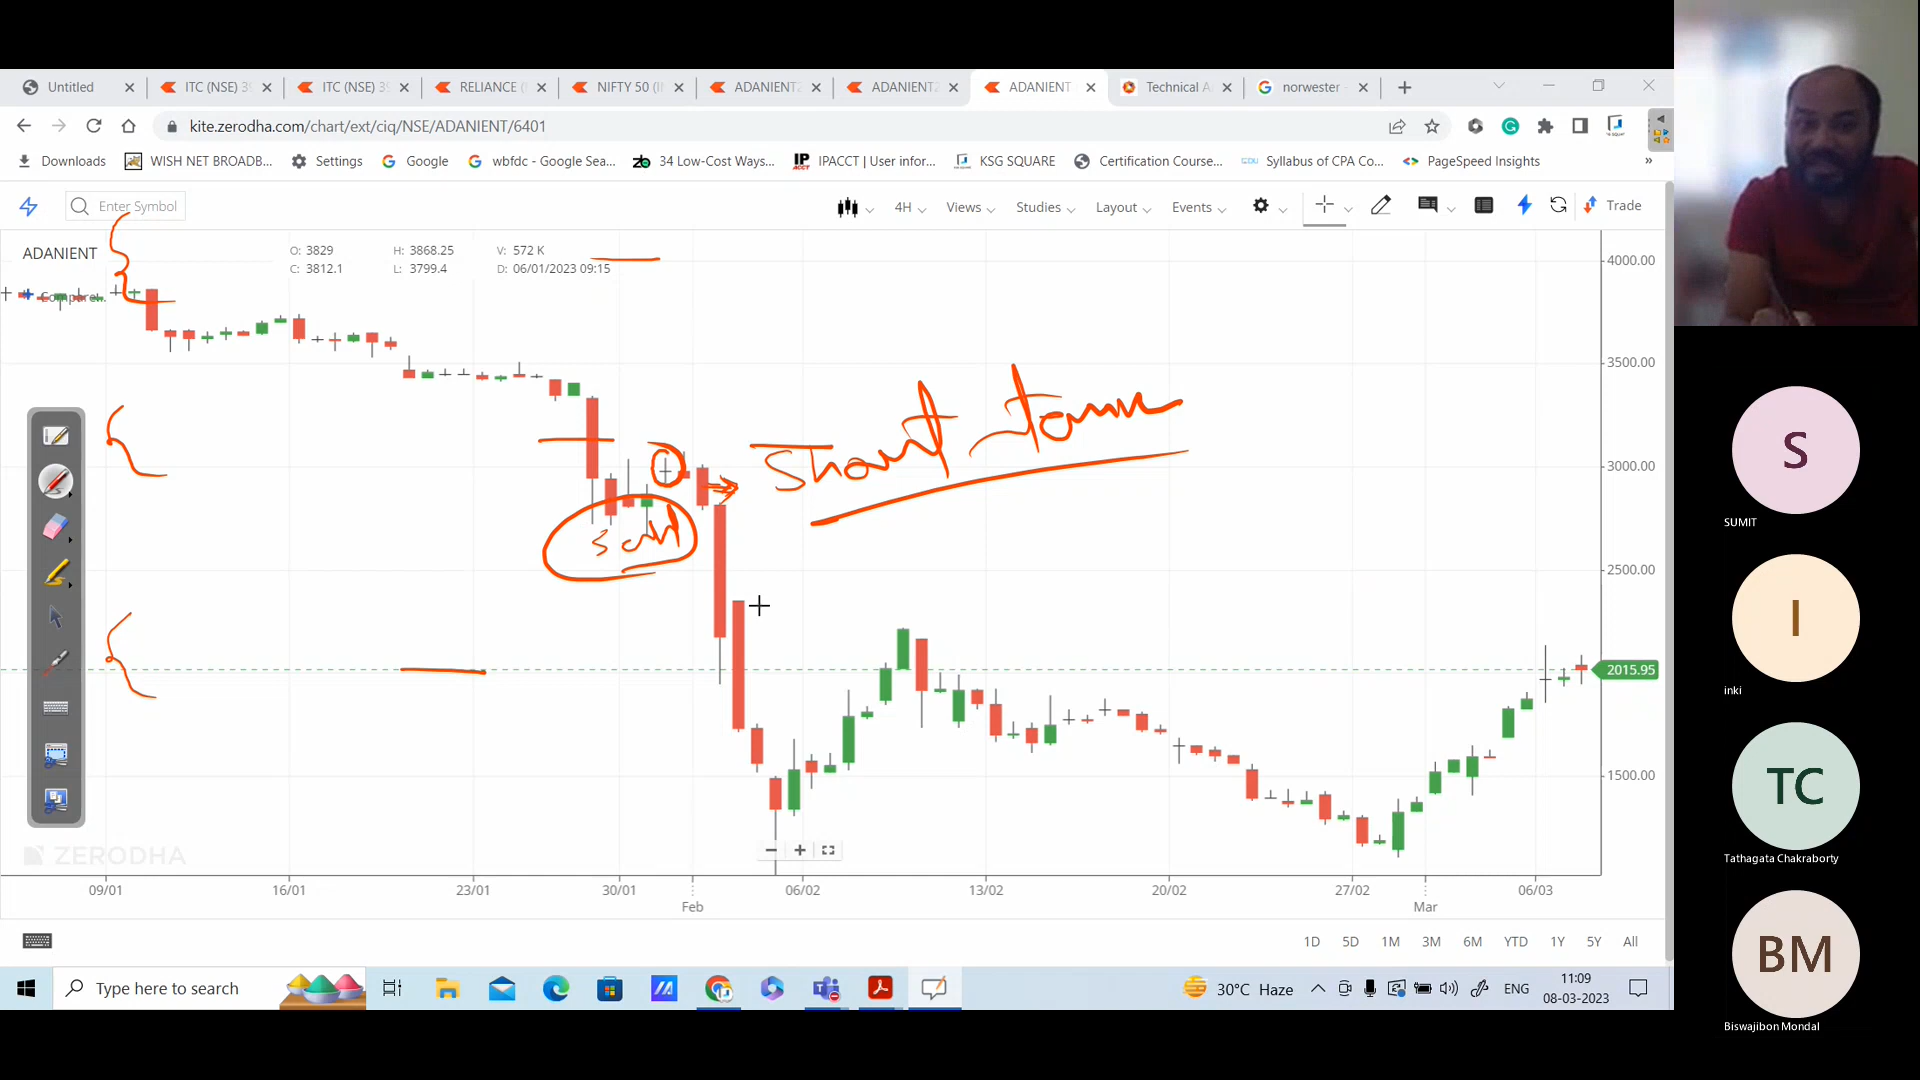 Untitled
ITC (NSE) 39
ITC (NSE) 39
RELIANCE (
NIFTY 50 (I
ADANIENT2
ADANIENT2
ADANIENT
Technical A
norwester -
kite.zerodha.com/chart/ext/ciq/NSE/ADANIENT/6401
Downloads
WISH NET BROADB...
Settings
Google
wbfdc - Google Sea...
34 Low-Cost Ways...
IPACCT | User infor...
KSG SQUARE
Certification Course...
Syllabus of CPA Co...
PageSpeed Insights
»
Enter Symbol
4H
Views
Studies
Layout
Events
Trade
ADANIENT
O: 3829
H: 3868.25
V: 572 K
C: 3812.1
L: 3799.4
D: 06/01/2023 09:15
+ Compare...
4000.00
3500.00
3000.00
2500.00
2015.95
1500.00
Short
ZERODHA
09/01
16/01
23/01
30/01
06/02
13/02
20/02
27/02
06/03
Feb
Mar
1D
5D
1M
3M
6M
YTD
1Y
5Y
All
Type here to search
30°C Haze
ENG
11:09
08-03-2023
S
SUMIT
I
inki
TC
Tathagata Chakraborty
BM
Biswajibon Mondal